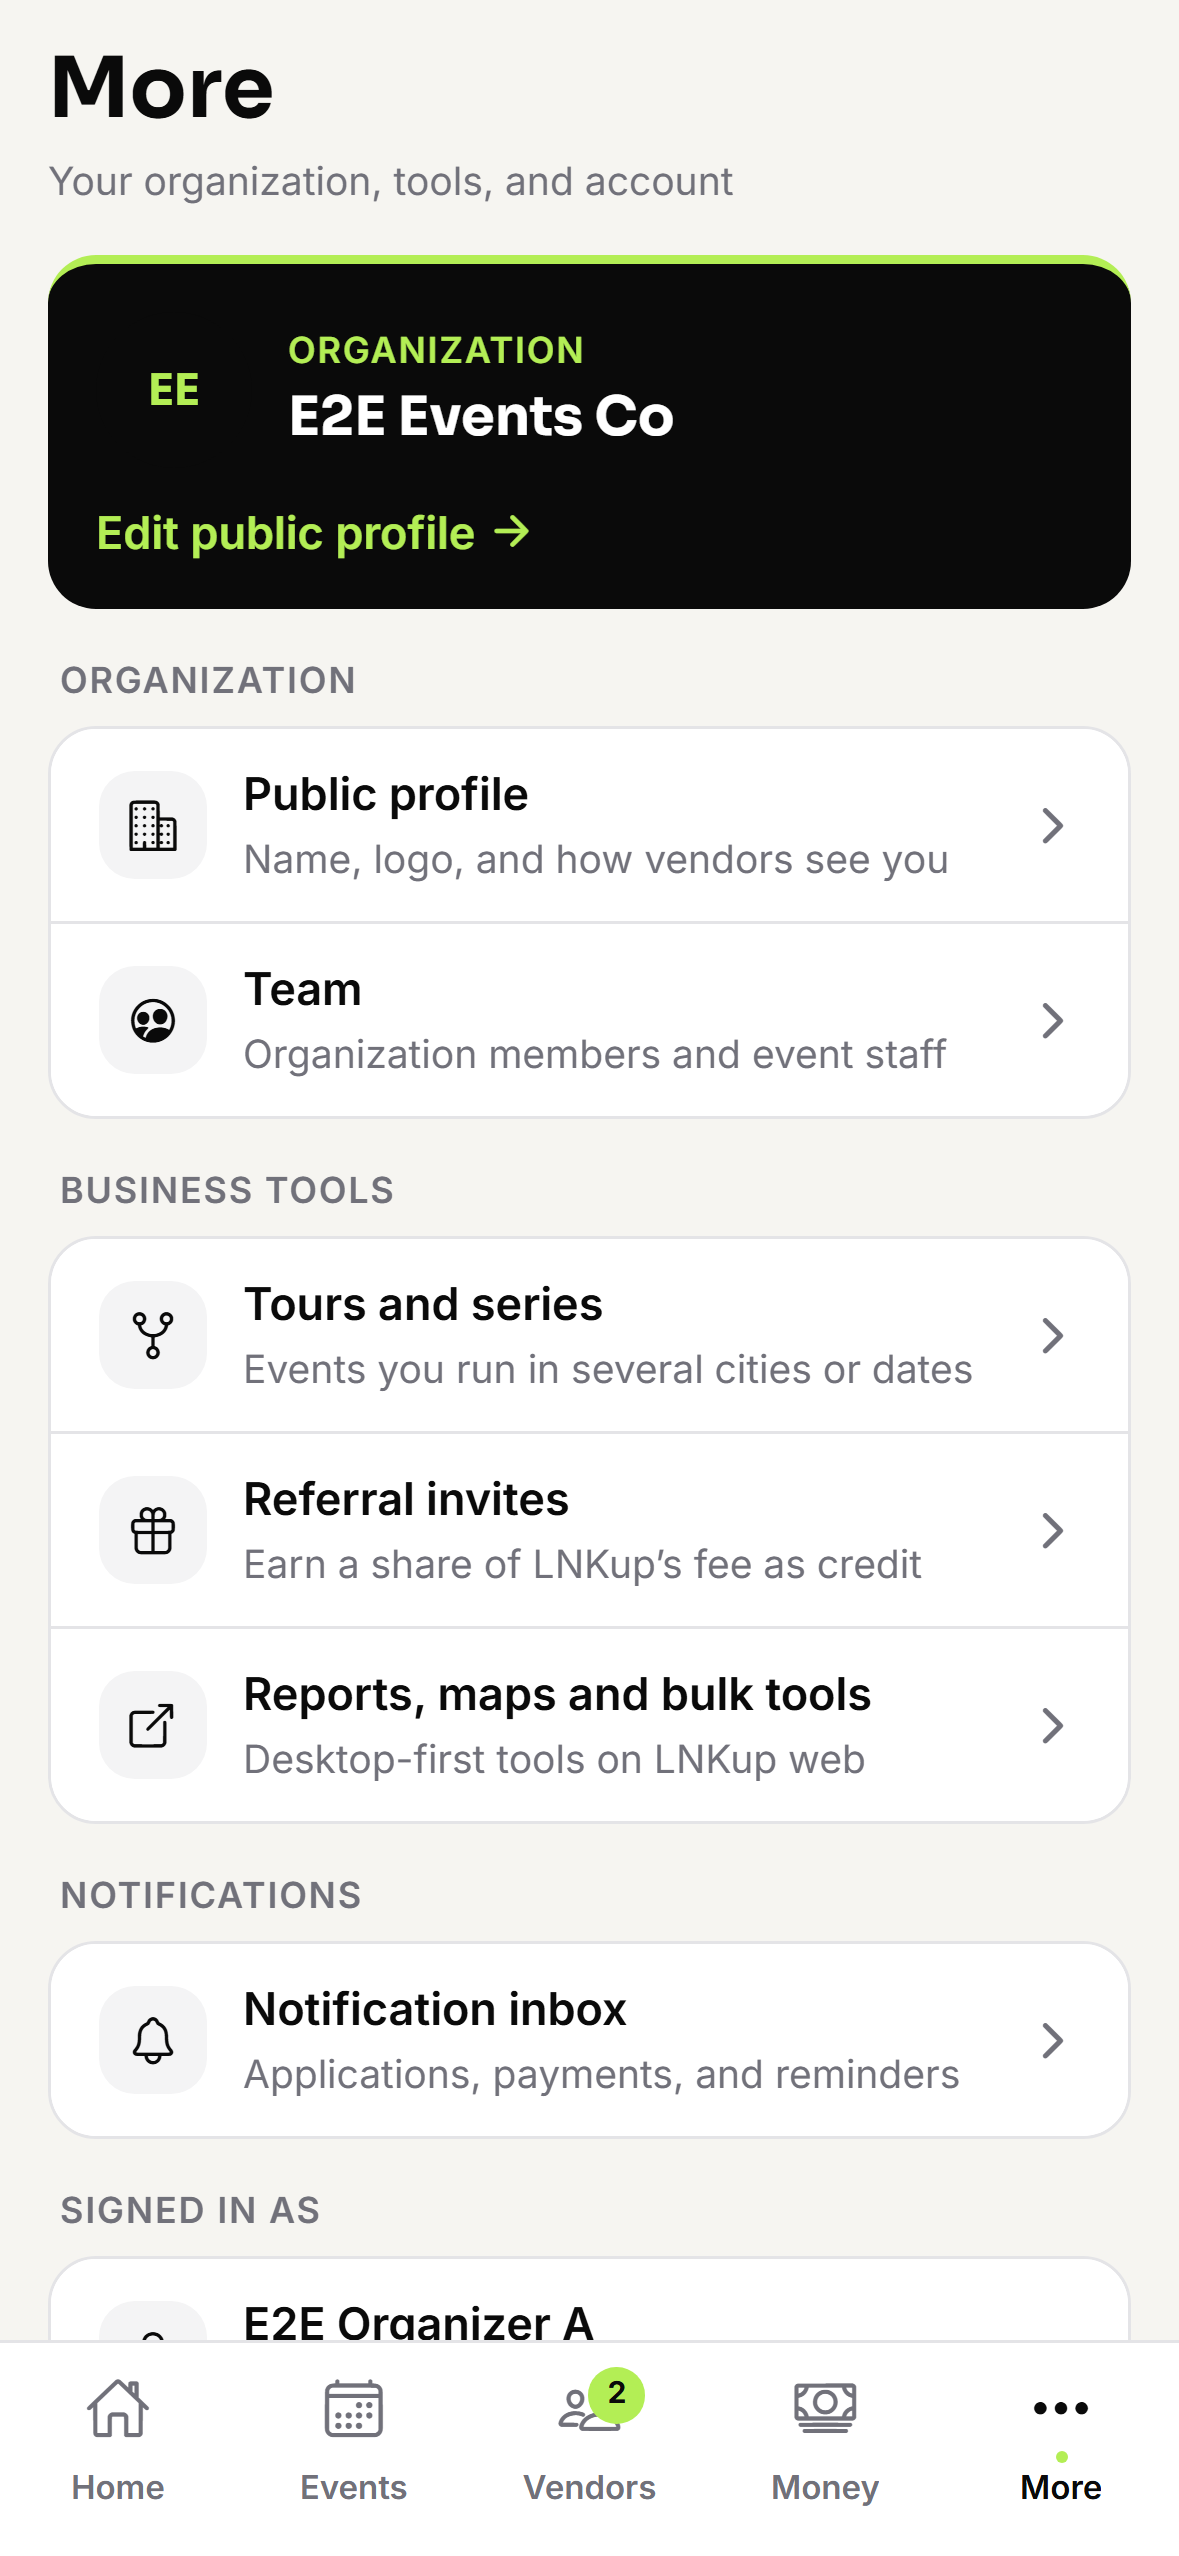 More
Your organization, tools, and account
EE
ORGANIZATION
E2E Events Co
Edit public profile →
ORGANIZATION
Public profile
Name, logo, and how vendors see you
Team
Organization members and event staff
BUSINESS TOOLS
Tours and series
Events you run in several cities or dates
Referral invites
Earn a share of LNKup’s fee as credit
Reports, maps and bulk tools
Desktop-first tools on LNKup web
NOTIFICATIONS
Notification inbox
Applications, payments, and reminders
SIGNED IN AS
E2E Organizer A
2
Home
Events
Vendors
Money
More